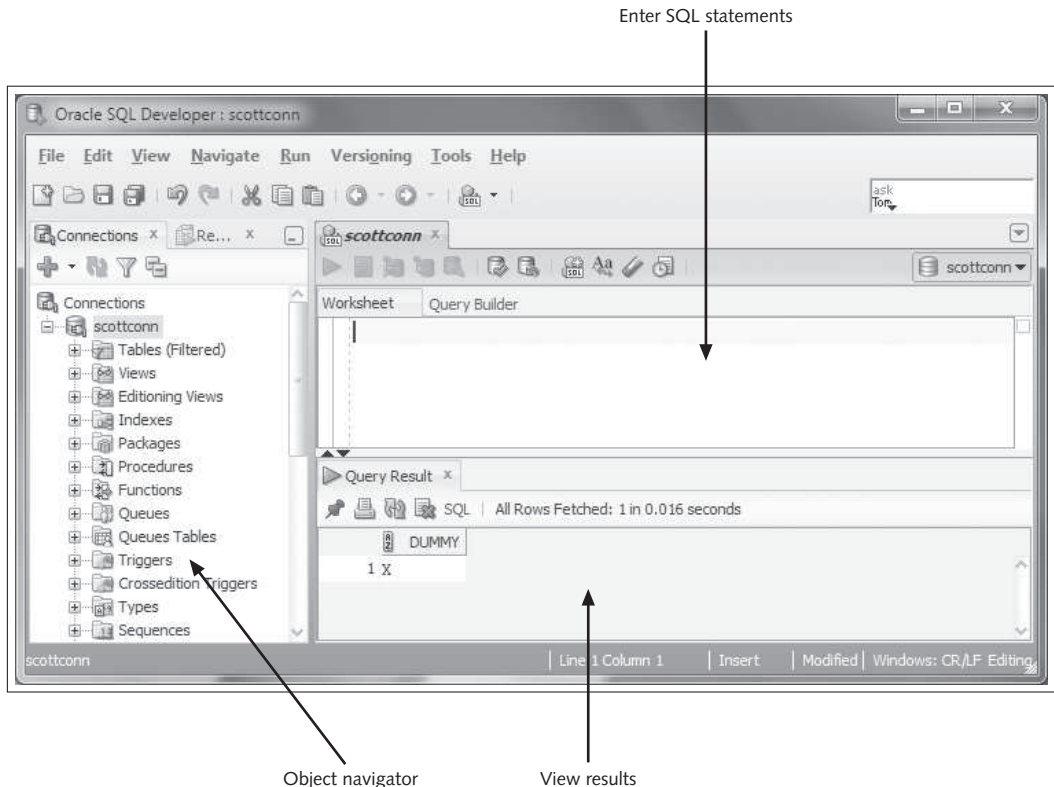 Enter SQL statements
Oracle SQL Developer : scottconn
File Edit View Navigate Run Versioning Tools Help
ask
Tom
Connections x Re... x
scottconn x
scottconn
Connections
scottconn
Tables (Filtered)
Views
Editioning Views
Indexes
Packages
Procedures
Functions
Queues
Queues Tables
Triggers
Crossedition Triggers
Types
Sequences
Worksheet Query Builder
Query Result x
SQL | All Rows Fetched: 1 in 0.016 seconds
DUMMY
1 X
scottconn
Line 1 Column 1 | Insert | Modified | Windows: CR/LF Editing
Object navigator
View results